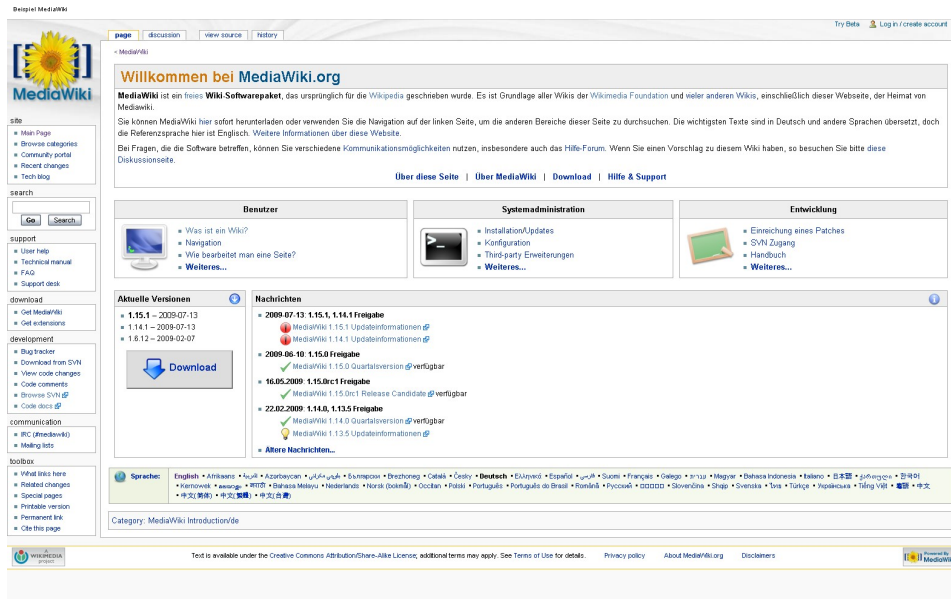 Beispiel MediaWiki
Try Beta Log in / create account
page discussion view source history
< MediaWiki
MediaWiki
Willkommen bei MediaWiki.org
MediaWiki ist ein freies Wiki-Softwarepaket, das ursprünglich für die Wikipedia geschrieben wurde. Es ist Grundlage aller Wikis der Wikimedia Foundation und vieler anderen Wikis, einschließlich dieser Webseite, der Heimat von
Mediawiki.
Sie können MediaWiki hier sofort herunterladen oder verwenden Sie die Navigation auf der linken Seite, um die anderen Bereiche dieser Seite zu durchsuchen. Die wichtigsten Texte sind in Deutsch und andere Sprachen übersetzt, doch
die Referenzsprache hier ist Englisch. Weitere Informationen über diese Website.
Bei Fragen, die die Software betreffen, können Sie verschiedene Kommunikationsmöglichkeiten nutzen, insbesondere auch das Hilfe-Forum. Wenn Sie einen Vorschlag zu diesem Wiki haben, so besuchen Sie bitte diese
Diskussionseite.
Über diese Seite | Über MediaWiki | Download | Hilfe & Support
site
Main Page
Browse categories
Community portal
Recent changes
Tech blog
search
Go Search
support
User help
Technical manual
FAQ
Support desk
download
Get MediaWiki
Get extensions
development
Bug tracker
Download from SVN
View code changes
Code comments
Browse SVN
Code docs
communication
IRC (#mediawiki)
Mailing lists
toolbox
What links here
Related changes
Special pages
Printable version
Permanent link
Cite this page
Benutzer
Was ist ein Wiki?
Navigation
Wie bearbeitet man eine Seite?
Weiteres...
Systemadministration
Installation/Updates
Konfiguration
Third-party Erweiterungen
Weiteres...
Entwicklung
Einreichung eines Patches
SVN Zugang
Handbuch
Weiteres...
Aktuelle Versionen
1.15.1 – 2009-07-13
1.14.1 – 2009-07-13
1.6.12 – 2009-02-07
Download
Nachrichten
2009-07-13: 1.15.1, 1.14.1 Freigabe
MediaWiki 1.15.1 Updateinformationen
MediaWiki 1.14.1 Updateinformationen
2009-06-10: 1.15.0 Freigabe
MediaWiki 1.15.0 Quartalsversion verfügbar
16.05.2009: 1.15.0rc1 Freigabe
MediaWiki 1.15.0rc1 Release Candidate verfügbar
22.02.2009: 1.14.0, 1.13.5 Freigabe
MediaWiki 1.14.0 Quartalsversion verfügbar
MediaWiki 1.13.5 Updateinformationen
Ältere Nachrichten...
Sprache: English • Afrikaans • العربية • Azərbaycan • Български • Brezhoneg • Català • Česky • Deutsch • Ελληνικά • Español • فارسی • Suomi • Français • Galego • עברית • Magyar • Bahasa Indonesia • Italiano • 日本語 • ქართული • 한국어
• Kernowek • മലയാളം • मराठी • Bahasa Melayu • Nederlands • Norsk (bokmål) • Occitan • Polski • Português • Português do Brasil • Română • Русский • Slovenčina • Shqip • Svenska • ไทย • Türkçe • Українська • Tiếng Việt • 粵語 • 中文
• 中文(简体) • 中文(繁體) • 中文(台灣)
Category: MediaWiki Introduction/de
A WIKIMEDIA project
Text is available under the Creative Commons Attribution/Share-Alike License; additional terms may apply. See Terms of Use for details. Privacy policy About MediaWiki.org Disclaimers
Powered By MediaWiki